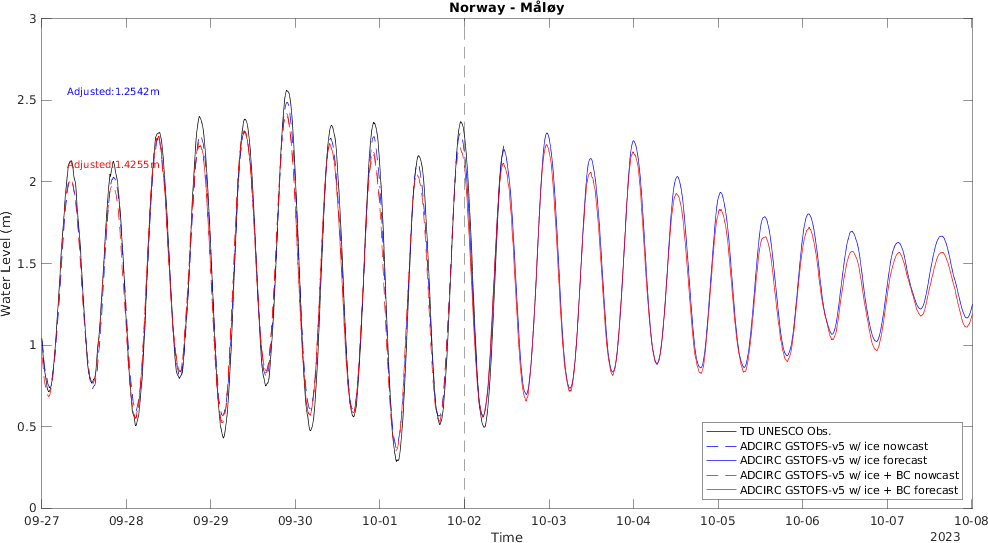 Norway - Måløy
3
2.5
2
1.5
1
0.5
0
Water Level (m)
Adjusted:1.2542m
Adjusted:1.4255m
TD UNESCO Obs.
ADCIRC GSTOFS-v5 w/ ice nowcast
ADCIRC GSTOFS-v5 w/ ice forecast
ADCIRC GSTOFS-v5 w/ ice + BC nowcast
ADCIRC GSTOFS-v5 w/ ice + BC forecast
09-27 09-28 09-29 09-30 10-01 10-02 10-03 10-04 10-05 10-06 10-07 10-08
Time
2023